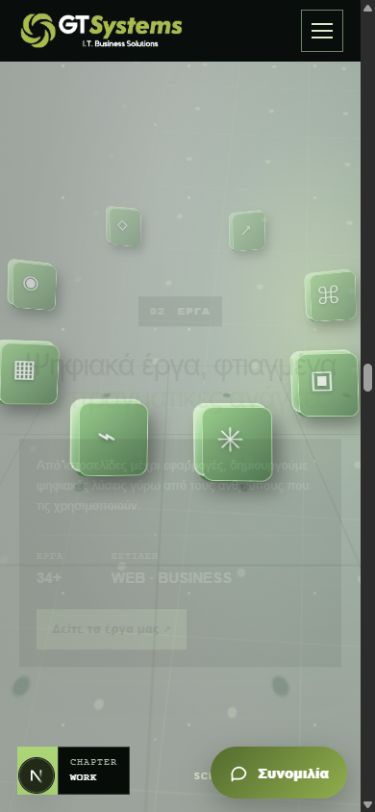 GTSystems
I.T. Business Solutions
02 ΕΡΓΑ
Ψηφιακά έργα, φτιαγμένα
Από ιστοσελίδες μέχρι εφαρμογές, δημιουργούμε
ψηφιακές λύσεις γύρω από τους ανθρώπους που
τις χρησιμοποιούν.
ΕΡΓΑ
34+
WEB · BUSINESS
Δείτε τα έργα μας ↗
N
CHAPTER
WORK
Συνομιλία